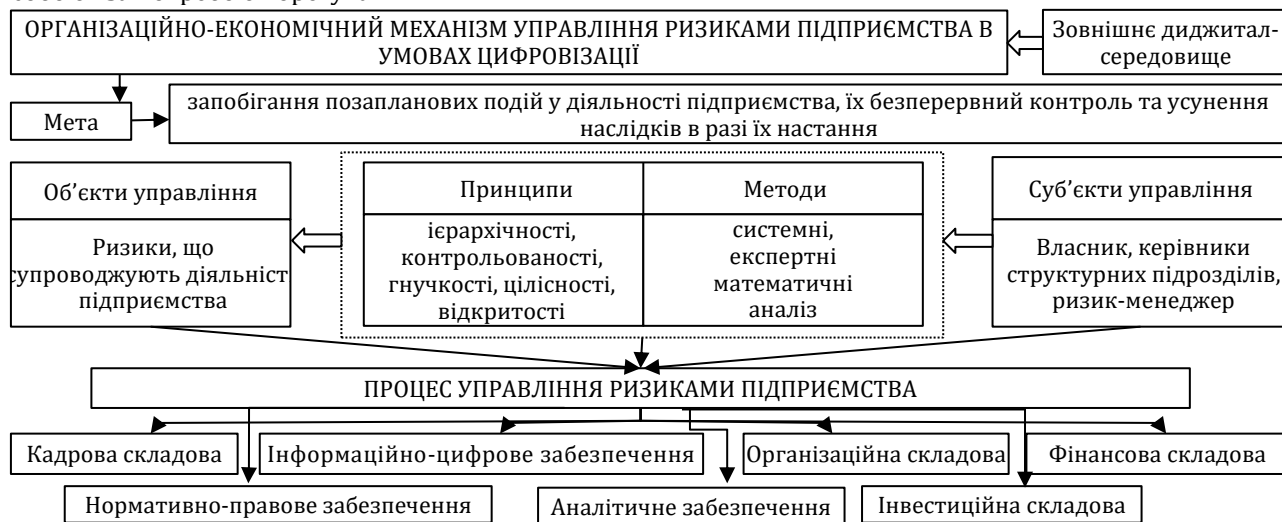 ОРГАНІЗАЦІЙНО-ЕКОНОМІЧНИЙ МЕХАНІЗМ УПРАВЛІННЯ РИЗИКАМИ ПІДПРИЄМСТВА В
УМОВАХ ЦИФРОВІЗАЦІЇ
Зовнішнє диджитал-
середовище
Мета
запобігання позапланових подій у діяльності підприємства, їх безперервний контроль та усунення
наслідків в разі їх настання
Об’єкти управління
Ризики, що
супроводжують діяльніст
підприємства
Принципи
ієрархічності,
контрольованості,
гнучкості, цілісності,
відкритості
Методи
системні,
експертні
математичні
аналіз
Суб’єкти управління
Власник, керівники
структурних підрозділів,
ризик-менеджер
ПРОЦЕС УПРАВЛІННЯ РИЗИКАМИ ПІДПРИЄМСТВА
Кадрова складова
Інформаційно-цифрове забезпечення
Організаційна складова
Фінансова складова
Нормативно-правове забезпечення
Аналітичне забезпечення
Інвестиційна складова